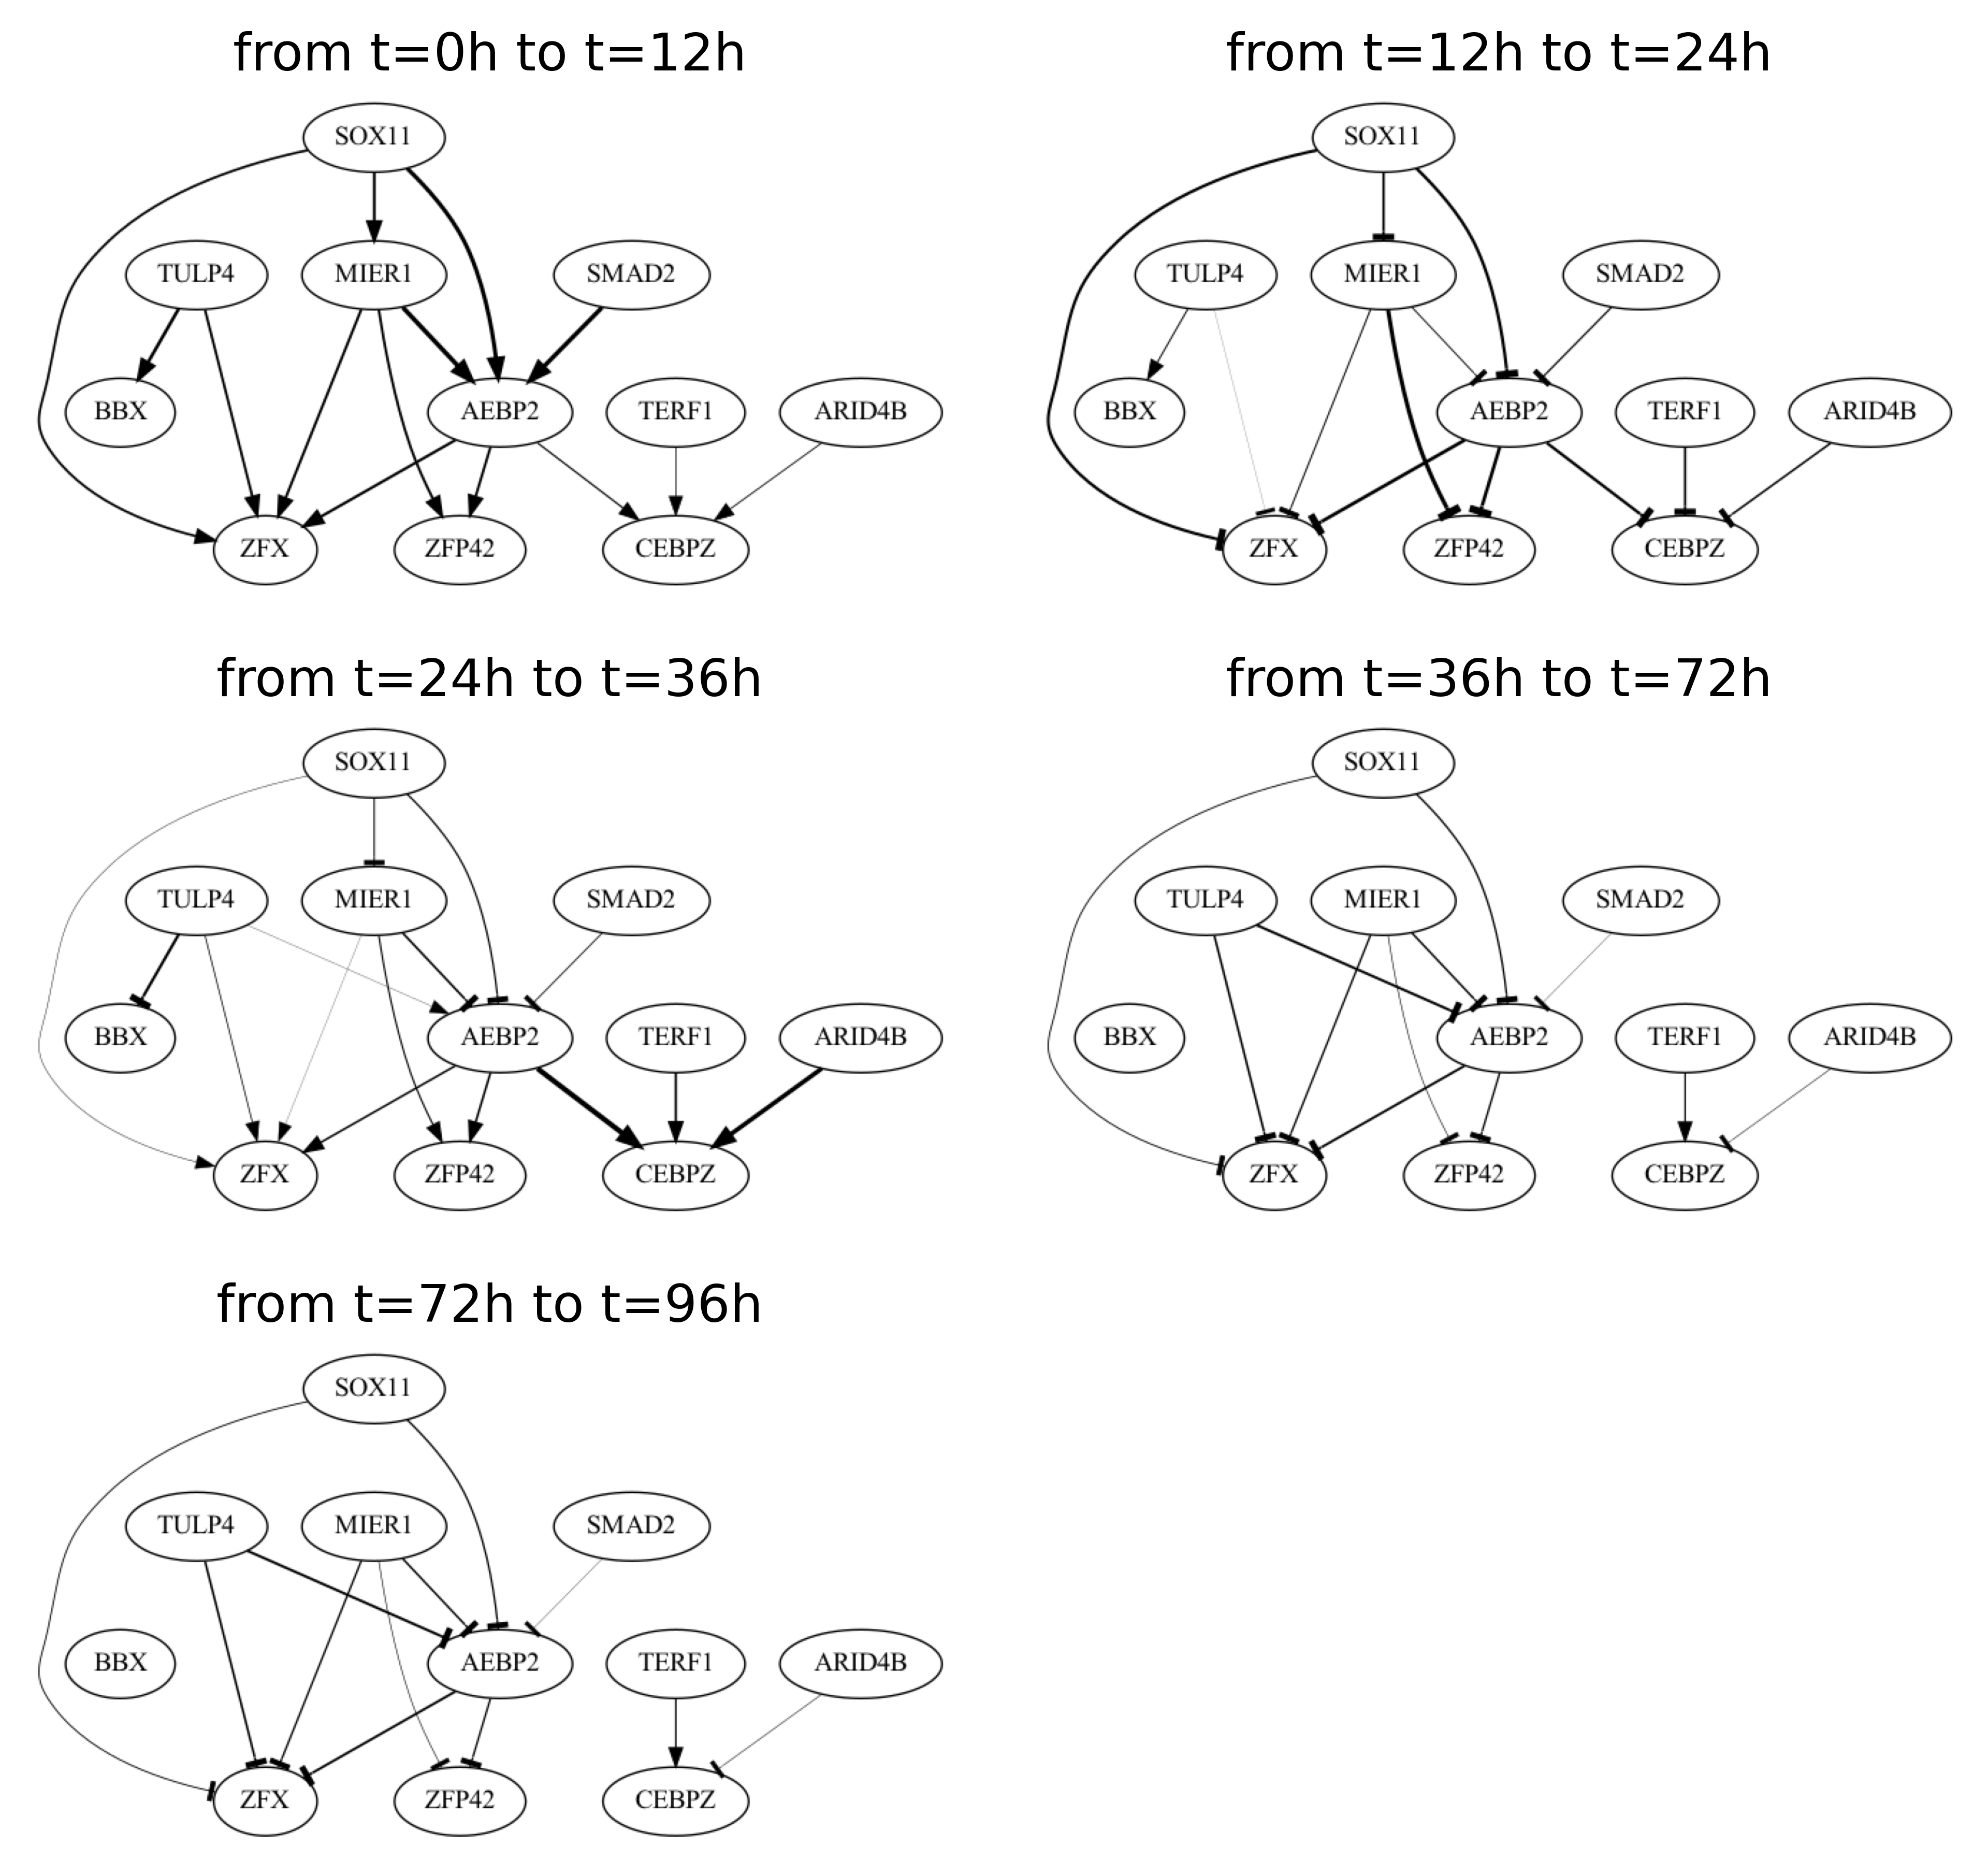 from t=0h to t=12h
SOX11
TULP4 MIER1 SMAD2
BBX AEBP2 TERF1 ARID4B
ZFX ZFP42 CEBPZ
from t=12h to t=24h
SOX11
TULP4 MIER1 SMAD2
BBX AEBP2 TERF1 ARID4B
ZFX ZFP42 CEBPZ
from t=24h to t=36h
SOX11
TULP4 MIER1 SMAD2
BBX AEBP2 TERF1 ARID4B
ZFX ZFP42 CEBPZ
from t=36h to t=72h
SOX11
TULP4 MIER1 SMAD2
BBX AEBP2 TERF1 ARID4B
ZFX ZFP42 CEBPZ
from t=72h to t=96h
SOX11
TULP4 MIER1 SMAD2
BBX AEBP2 TERF1 ARID4B
ZFX ZFP42 CEBPZ